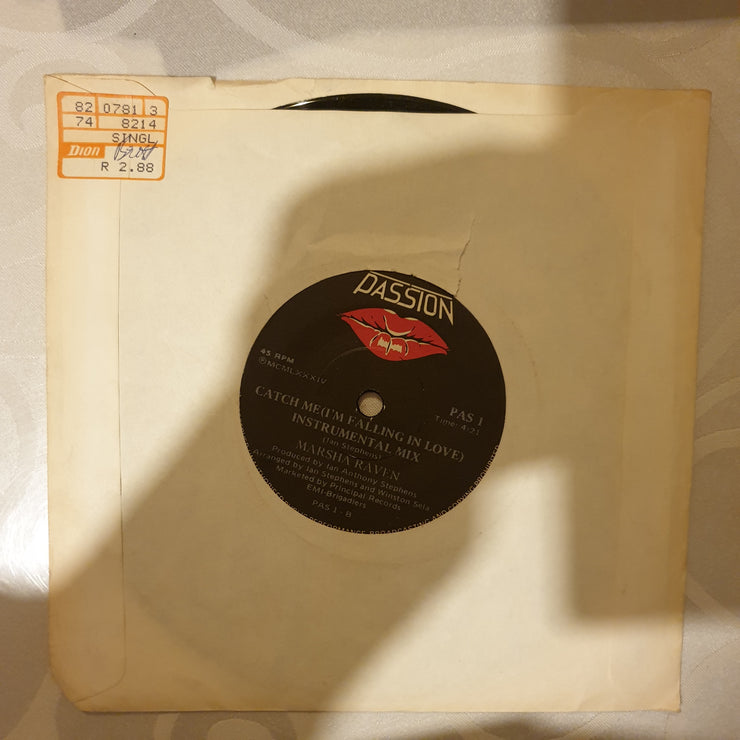 82 0781 3
74 8214
SINGL
Dion
R 2.88
PASSION
45 RPM
ⓅMCMLXXXIV
PAS 1
Time: 4:21
CATCH ME(I'M FALLING IN LOVE)
INSTRUMENTAL MIX
(Ian Stephens)
MARSHA RAVEN
Produced by Ian Anthony Stephens
Arranged by Ian Stephens and Winston Sela
Marketed by Principal Records
EMI-Brigadiers
PAS 1 - B